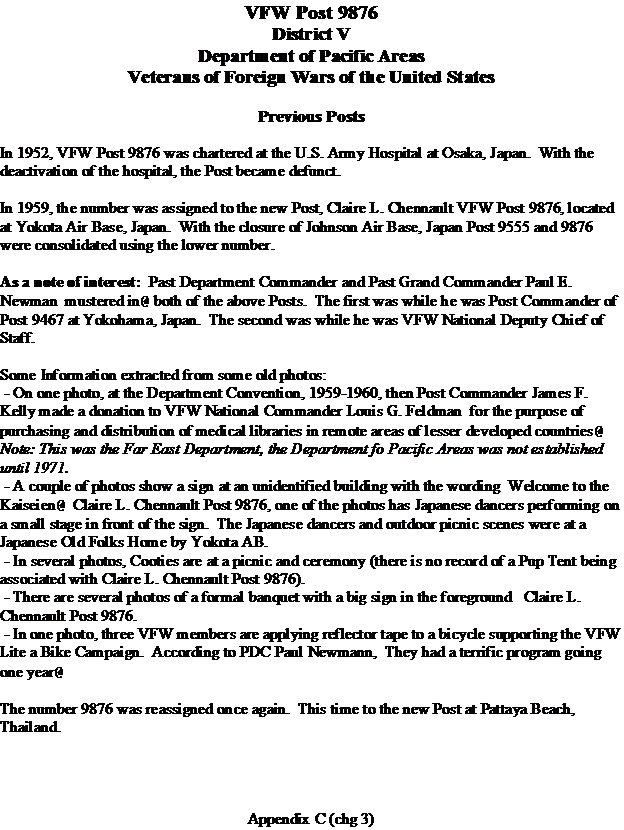 VFW Post 9876
District V
Department of Pacific Areas
Veterans of Foreign Wars of the United States
Previous Posts
In 1952, VFW Post 9876 was chartered at the U.S. Army Hospital at Osaka, Japan.  With the
deactivation of the hospital, the Post became defunct.
In 1959, the number was assigned to the new Post, Claire L. Chennault VFW Post 9876, located
at Yokota Air Base, Japan.  With the closure of Johnson Air Base, Japan Post 9555 and 9876
were consolidated using the lower number.
As a note of interest:  Past Department Commander and Past Grand Commander Paul E.
Newman  mustered in@ both of the above Posts.  The first was while he was Post Commander of
Post 9467 at Yokohama, Japan.  The second was while he was VFW National Deputy Chief of
Staff.
Some Information extracted from some old photos:
- On one photo, at the Department Convention, 1959-1960, then Post Commander James F.
Kelly made a donation to VFW National Commander Louis G. Feldman  for the purpose of
purchasing and distribution of medical libraries in remote areas of lesser developed countries@
Note: This was the Far East Department, the Department fo Pacific Areas was not established
until 1971.
- A couple of photos show a sign at an unidentified building with the wording  Welcome to the
Kaiseien@  Claire L. Chennault Post 9876, one of the photos has Japanese dancers performing on
a small stage in front of the sign.  The Japanese dancers and outdoor picnic scenes were at a
Japanese Old Folks Home by Yokota AB.
- In several photos, Cooties are at a picnic and ceremony (there is no record of a Pup Tent being
associated with Claire L. Chennault Post 9876).
- There are several photos of a formal banquet with a big sign in the foreground   Claire L.
Chennault Post 9876.
- In one photo, three VFW members are applying reflector tape to a bicycle supporting the VFW
Lite a Bike Campaign.  According to PDC Paul Newmann,  They had a terrific program going
one year@
The number 9876 was reassigned once again.  This time to the new Post at Pattaya Beach,
Thailand.
Appendix C (chg 3)